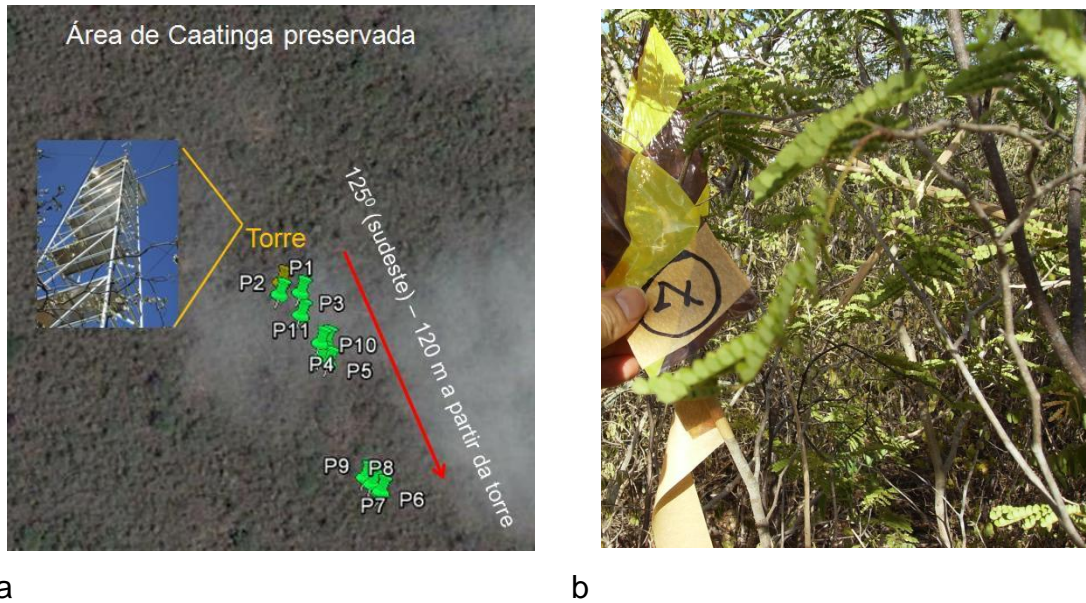 Área de Caatinga preservada
Torre
P1
P2
P3
P11
P10
P4
P5
P9
P8
P6
P7
125⁰ (sudeste) – 120 m a partir da torre
a
b